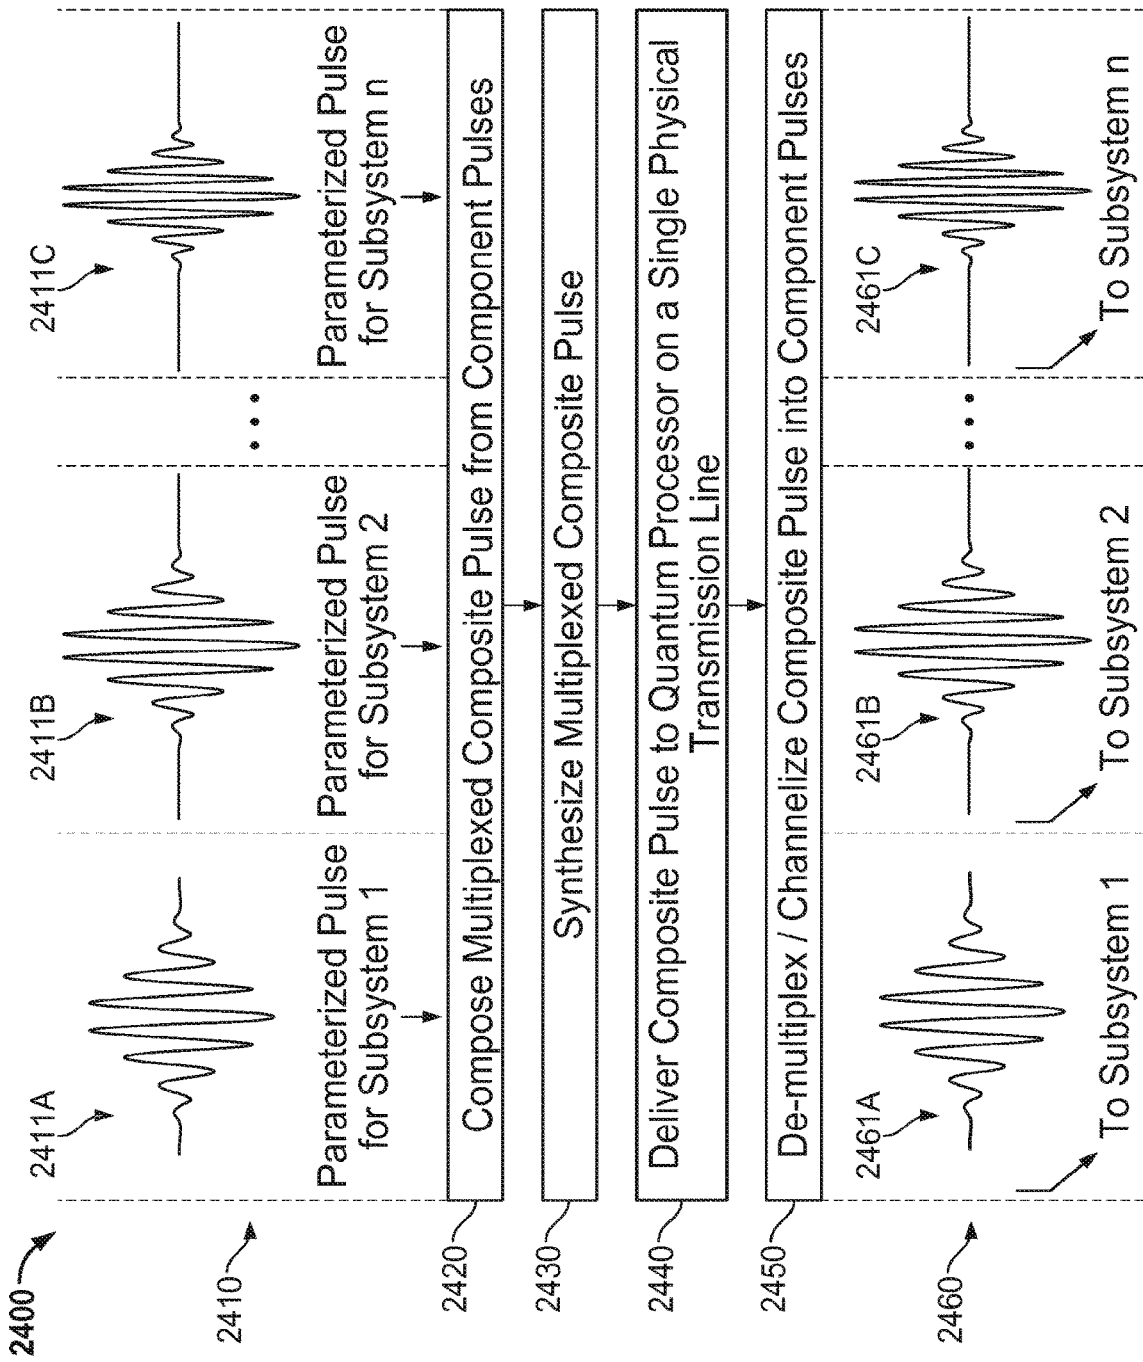 2400
2410
2411A
2411B
2411C
Parameterized Pulse
for Subsystem 1
Parameterized Pulse
for Subsystem 2
Parameterized Pulse
for Subsystem n
2420
Compose Multiplexed Composite Pulse from Component Pulses
2430
Synthesize Multiplexed Composite Pulse
2440
Deliver Composite Pulse to Quantum Processor on a Single Physical
Transmission Line
2450
De-multiplex / Channelize Composite Pulse into Component Pulses
2460
2461A
2461B
2461C
To Subsystem 1
To Subsystem 2
To Subsystem n